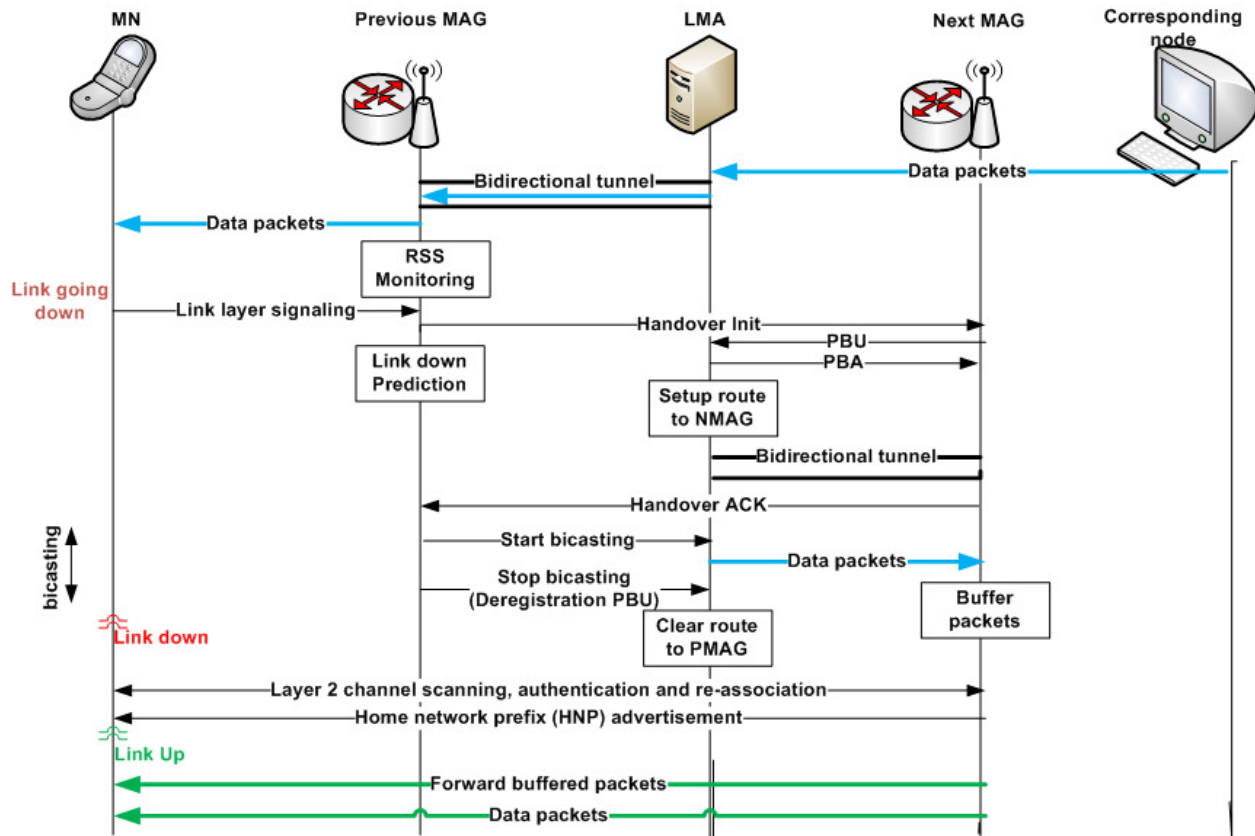 MN
Previous MAG
LMA
Next MAG
Corresponding
node
Data packets
Bidirectional tunnel
Data packets
RSS
Monitoring
Link going
down
Link layer signaling
Handover Init
PBU
Link down
Prediction
PBA
Setup route
to NMAG
Bidirectional tunnel
Handover ACK
bicasting
Start bicasting
Data packets
Stop bicasting
(Deregistration PBU)
Buffer
packets
Link down
Clear route
to PMAG
Layer 2 channel scanning, authentication and re-association
Home network prefix (HNP) advertisement
Link Up
Forward buffered packets
Data packets